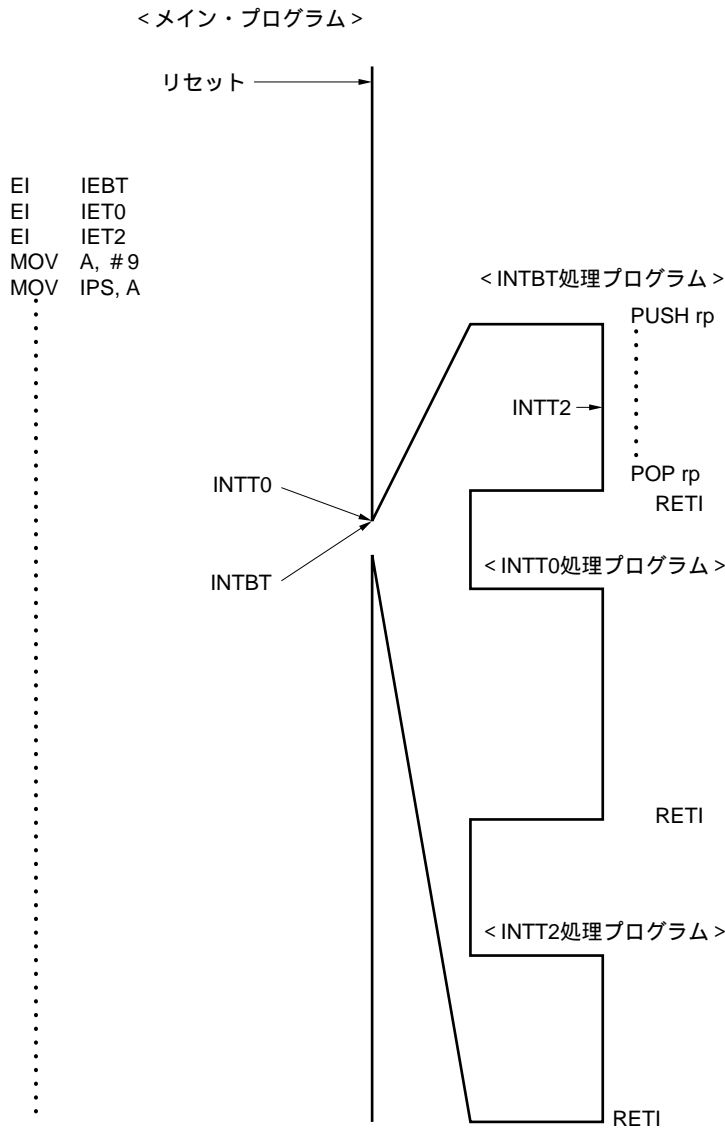 <メイン・プログラム>
リセット
EI IEBT
EI IET0
EI IET2
MOV A, #9
MOV IPS, A
<INTBT処理プログラム>
PUSH rp
INTT2
POP rp
RETI
INTT0
INTBT
<INTT0処理プログラム>
RETI
<INTT2処理プログラム>
RETI